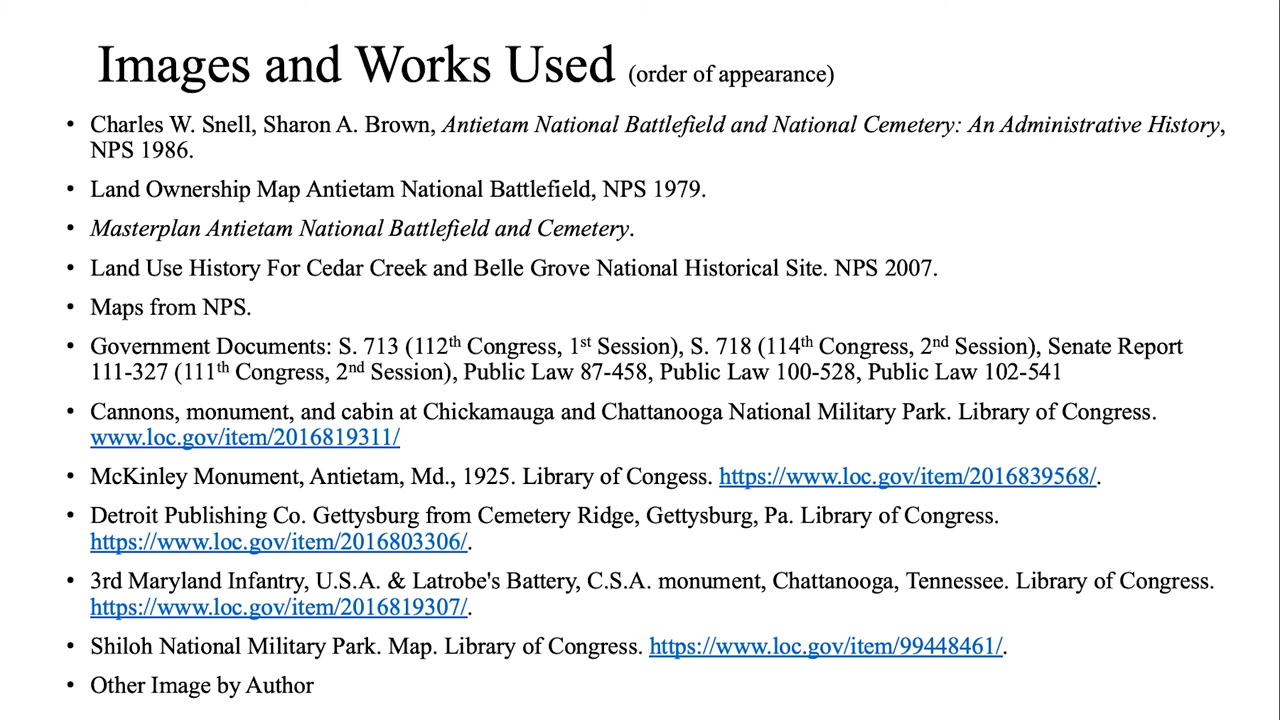 Images and Works Used (order of appearance)
• Charles W. Snell, Sharon A. Brown, Antietam National Battlefield and National Cemetery: An Administrative History,
NPS 1986.
• Land Ownership Map Antietam National Battlefield, NPS 1979.
• Masterplan Antietam National Battlefield and Cemetery.
• Land Use History For Cedar Creek and Belle Grove National Historical Site. NPS 2007.
• Maps from NPS.
• Government Documents: S. 713 (112th Congress, 1st Session), S. 718 (114th Congress, 2nd Session), Senate Report
111-327 (111th Congress, 2nd Session), Public Law 87-458, Public Law 100-528, Public Law 102-541
• Cannons, monument, and cabin at Chickamauga and Chattanooga National Military Park. Library of Congress.
www.loc.gov/item/2016819311/
• McKinley Monument, Antietam, Md., 1925. Library of Congess. https://www.loc.gov/item/2016839568/.
• Detroit Publishing Co. Gettysburg from Cemetery Ridge, Gettysburg, Pa. Library of Congress.
https://www.loc.gov/item/2016803306/.
• 3rd Maryland Infantry, U.S.A. & Latrobe's Battery, C.S.A. monument, Chattanooga, Tennessee. Library of Congress.
https://www.loc.gov/item/2016819307/.
• Shiloh National Military Park. Map. Library of Congress. https://www.loc.gov/item/99448461/.
• Other Image by Author